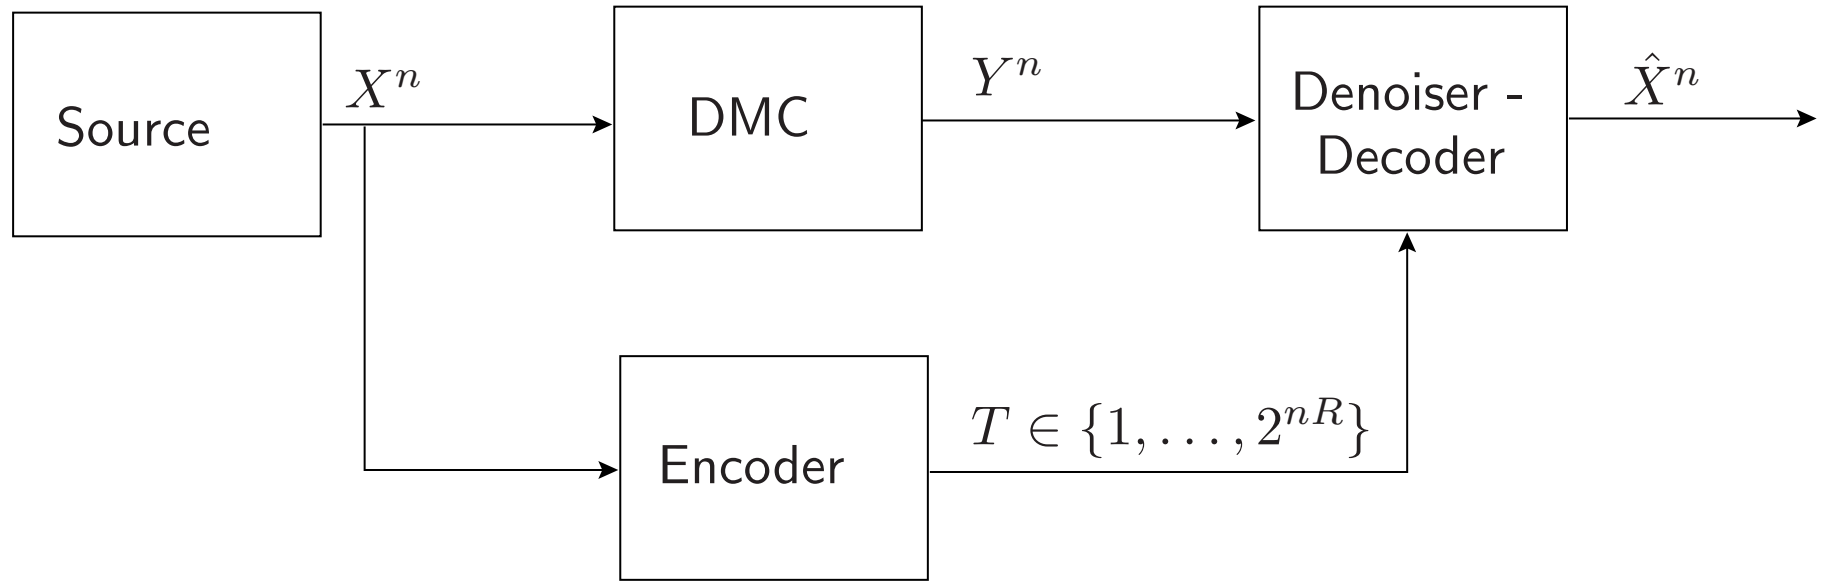 Source
X^n
DMC
Y^n
Denoiser -
Decoder
X̂^n
Encoder
T ∈ {1, . . . , 2^{nR}}